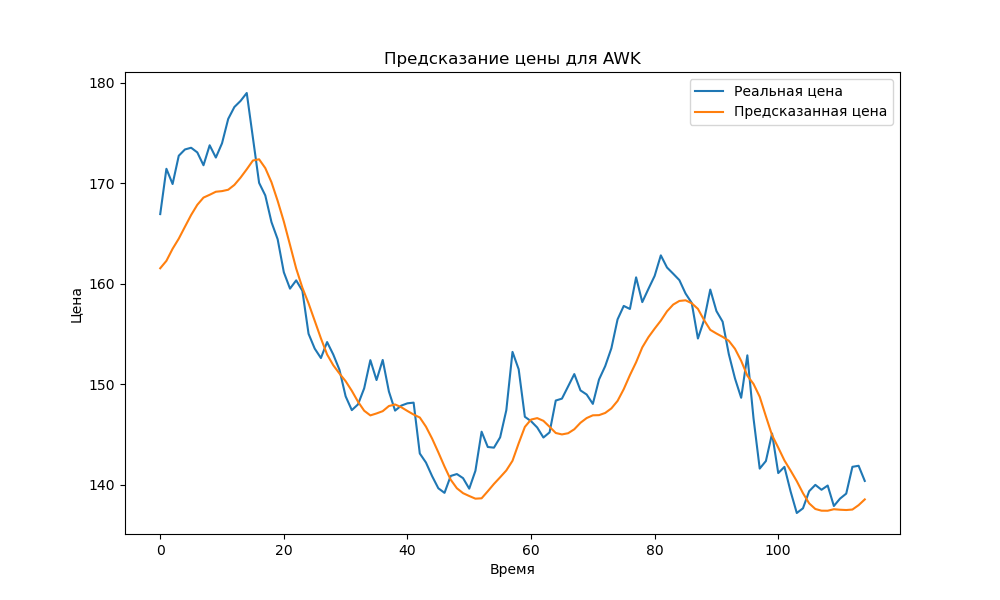 Предсказание цены для AWK
Реальная цена
Предсказанная цена
Цена
180
170
160
150
140
0 20 40 60 80 100
Время